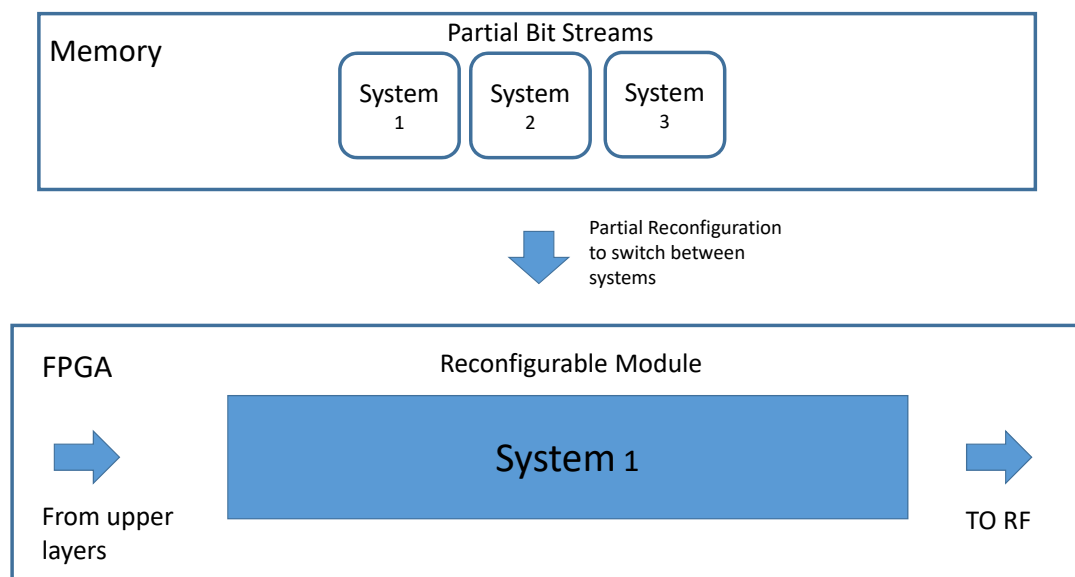 Memory
Partial Bit Streams
System
1
System
2
System
3
Partial Reconfiguration
to switch between
systems
FPGA
Reconfigurable Module
System 1
From upper
layers
TO RF